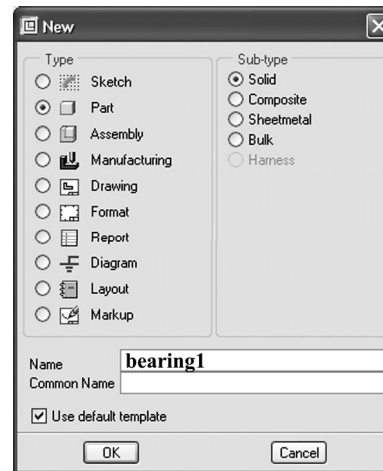 New
Type
Sketch
Part
Assembly
Manufacturing
Drawing
Format
Report
Diagram
Layout
Markup
Sub-type
Solid
Composite
Sheetmetal
Bulk
Harness
Name bearing1
Common Name
Use default template
OK Cancel